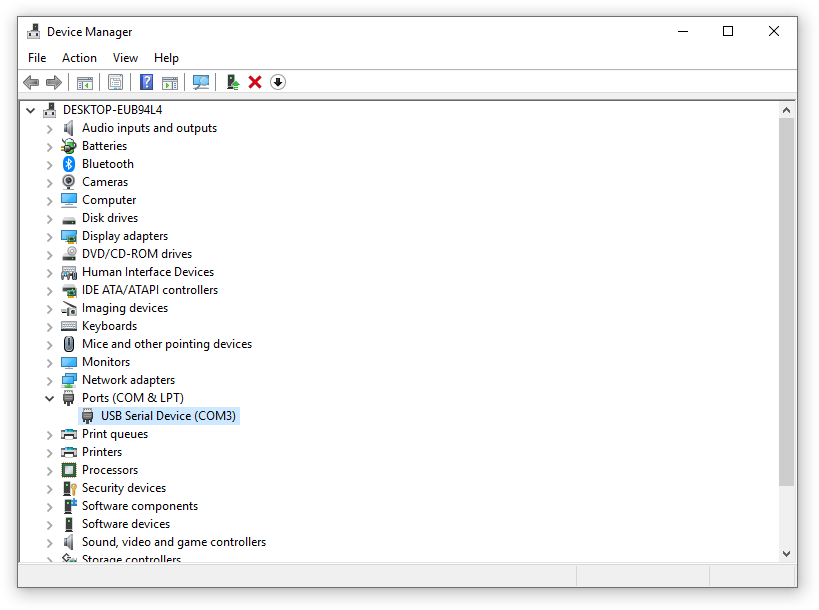 Device Manager
File Action View Help
DESKTOP-EUB94L4
Audio inputs and outputs
Batteries
Bluetooth
Cameras
Computer
Disk drives
Display adapters
DVD/CD-ROM drives
Human Interface Devices
IDE ATA/ATAPI controllers
Imaging devices
Keyboards
Mice and other pointing devices
Monitors
Network adapters
Ports (COM & LPT)
USB Serial Device (COM3)
Print queues
Printers
Processors
Security devices
Software components
Software devices
Sound, video and game controllers
Storage controllers